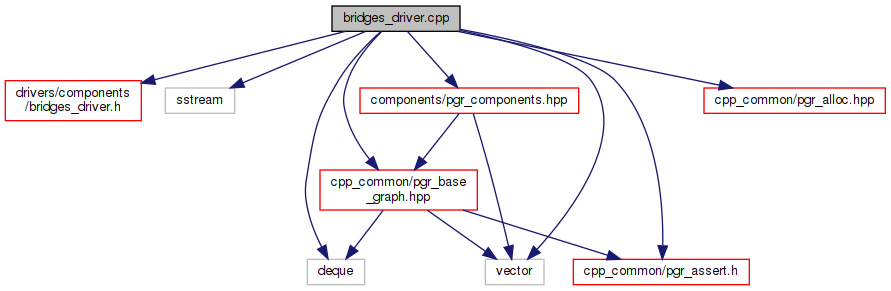 bridges_driver.cpp
drivers/components
/bridges_driver.h
sstream
components/pgr_components.hpp
cpp_common/pgr_alloc.hpp
cpp_common/pgr_base
_graph.hpp
deque
vector
cpp_common/pgr_assert.h